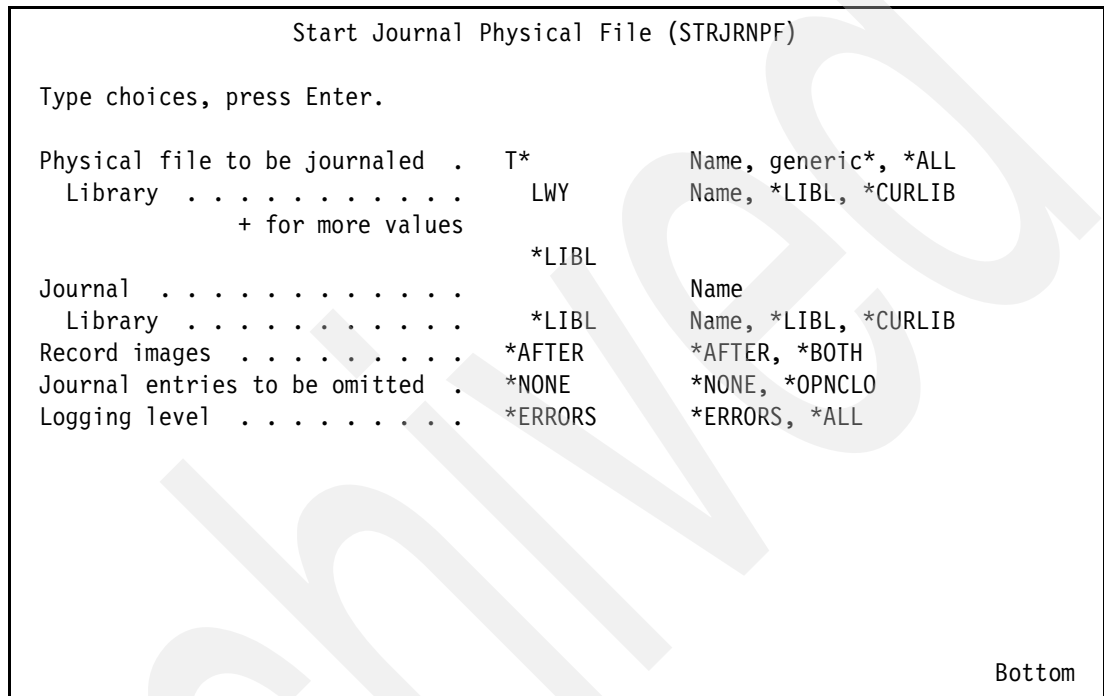 Start Journal Physical File (STRJRNPF)
Type choices, press Enter.
Physical file to be journaled . T* Name, generic*, *ALL
Library . . . . . . . . . . . LWY Name, *LIBL, *CURLIB
+ for more values
*LIBL
Journal . . . . . . . . . . . . Name
Library . . . . . . . . . . . *LIBL Name, *LIBL, *CURLIB
Record images . . . . . . . . . *AFTER *AFTER, *BOTH
Journal entries to be omitted . *NONE *NONE, *OPNCLO
Logging level . . . . . . . . . *ERRORS *ERRORS, *ALL
Bottom